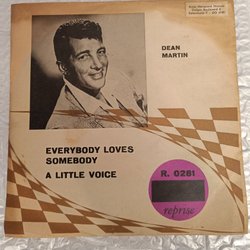 DEAN
MARTIN
EVERYBODY LOVES
SOMEBODY
A LITTLE VOICE
R. 0281
reprise